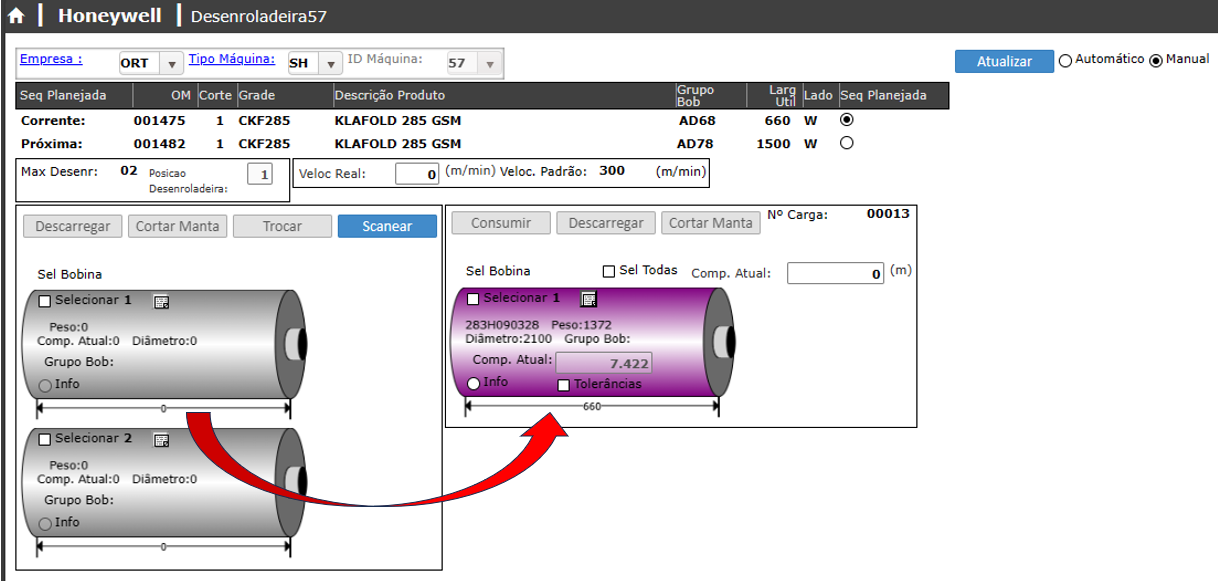 Honeywell | Desenroladeira57
Empresa : ORT Tipo Máquina: SH ID Máquina: 57 Atualizar Automático Manual
Seq Planejada OM Corte Grade Descrição Produto Grupo Bob Larg Util Lado Seq Planejada
Corrente: 001475 1 CKF285 KLAFOLD 285 GSM AD68 660 W
Próxima: 001482 1 CKF285 KLAFOLD 285 GSM AD78 1500 W
Max Desenr: 02 Posicao Desenroladeira: 1 Veloc Real: 0 (m/min) Veloc. Padrão: 300 (m/min)
Descarregar Cortar Manta Trocar Scanear
Sel Bobina
Selecionar 1
Peso:0
Comp. Atual:0 Diâmetro:0
Grupo Bob:
Info
0
Selecionar 2
Peso:0
Comp. Atual:0 Diâmetro:0
Grupo Bob:
Info
0
Consumir Descarregar Cortar Manta Nº Carga: 00013
Sel Bobina Sel Todas Comp. Atual: 0 (m)
Selecionar 1
283H090328 Peso:1372
Diâmetro:2100 Grupo Bob:
Comp. Atual: 7.422
Info Tolerâncias
660